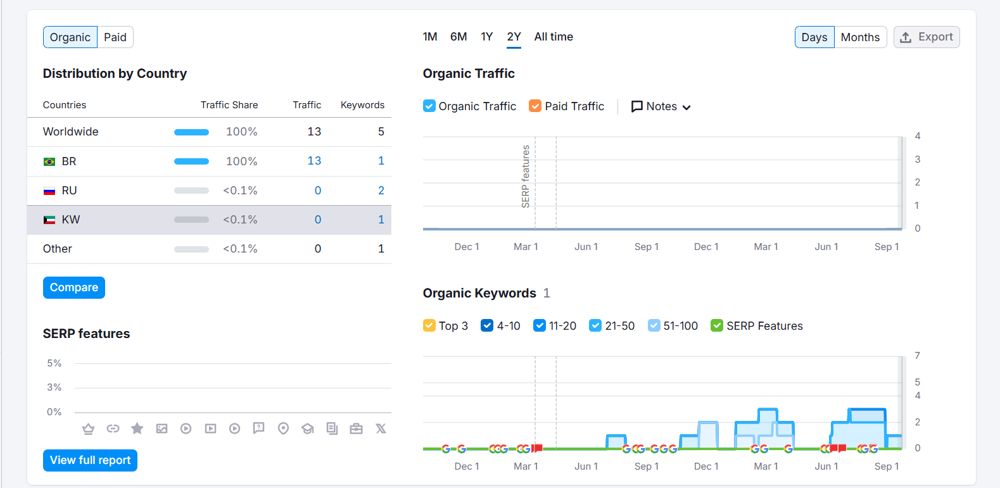 Organic Paid
1M 6M 1Y 2Y All time
Days Months Export
Distribution by Country
Countries Traffic Share Traffic Keywords
Worldwide 100% 13 5
BR 100% 13 1
RU <0.1% 0 2
KW <0.1% 0 1
Other <0.1% 0 1
Compare
SERP features
5%
3%
0%
View full report
Organic Traffic
Organic Traffic Paid Traffic Notes
SERP features
4
3
2
1
0
Dec 1 Mar 1 Jun 1 Sep 1 Dec 1 Mar 1 Jun 1 Sep 1
Organic Keywords 1
Top 3 4-10 11-20 21-50 51-100 SERP Features
7
5
4
2
0
Dec 1 Mar 1 Jun 1 Sep 1 Dec 1 Mar 1 Jun 1 Sep 1